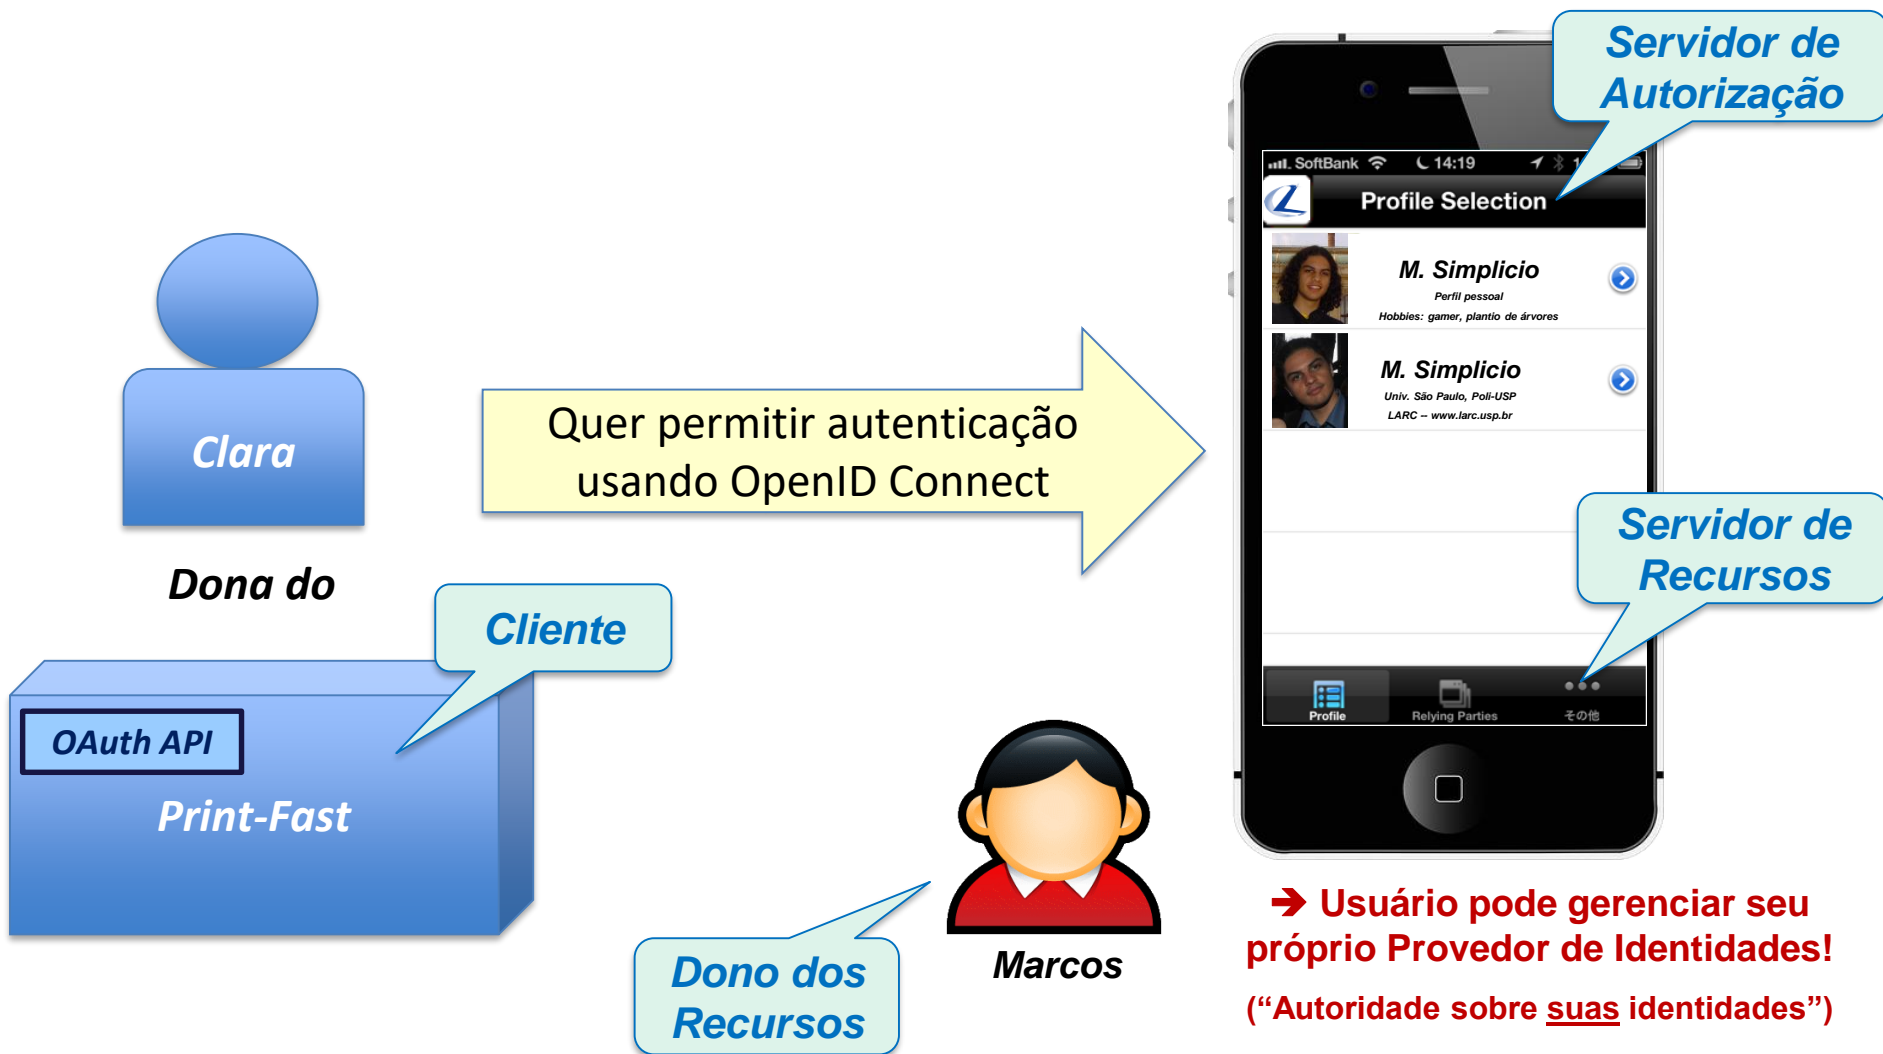 Servidor de
Autorização
SoftBank
14:19
Profile Selection
M. Simplicio
Perfil pessoal
Hobbies: gamer, plantio de árvores
M. Simplicio
Univ. São Paulo, Poli-USP
LARC -- www.larc.usp.br
Clara
Quer permitir autenticação
usando OpenID Connect
Dona do
Cliente
Servidor de
Recursos
OAuth API
Print-Fast
Profile
Relying Parties
その他
Marcos
Dono dos
Recursos
➔ Usuário pode gerenciar seu
próprio Provedor de Identidades!
(“Autoridade sobre suas identidades”)